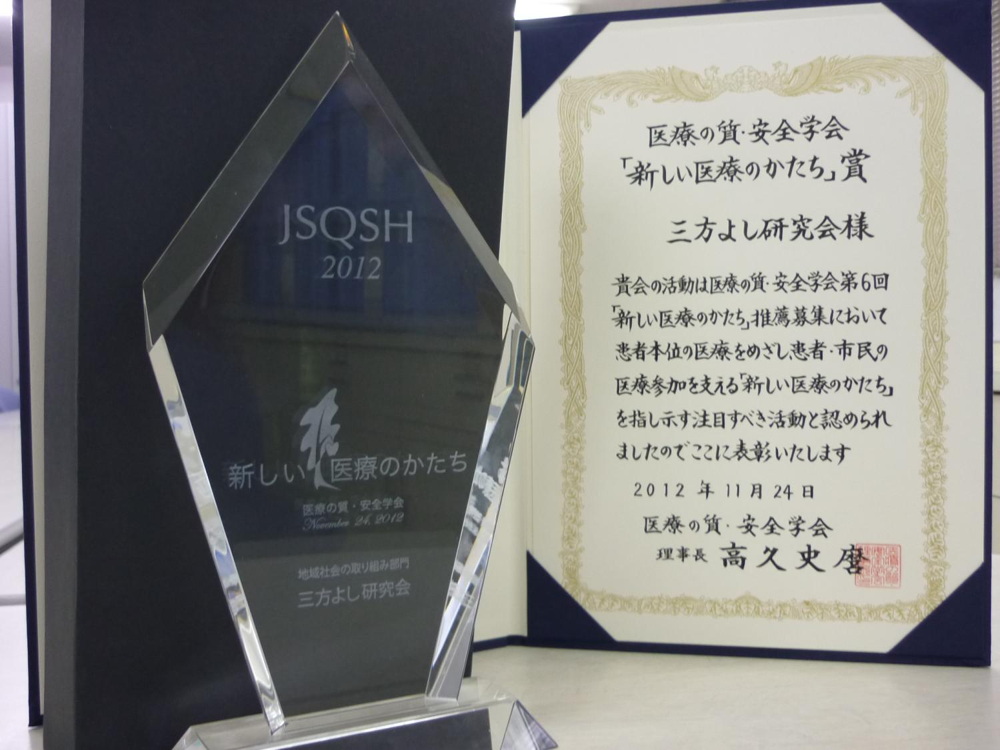 JSQSH
2012
新しい医療のかたち
医療の質・安全学会
November 24, 2012
地域社会の取り組み部門
三方よし研究会
医療の質・安全学会
「新しい医療のかたち」賞
三方よし研究会様
貴会の活動は医療の質・安全学会第6回
「新しい医療のかたち」推薦募集において
患者本位の医療をめざし患者・市民の
医療参加を支える「新しい医療のかたち」
を指し示す注目すべき活動と認められ
ましたのでここに表彰いたします
2012年11月24日
医療の質・安全学会
理事長 高久史麿